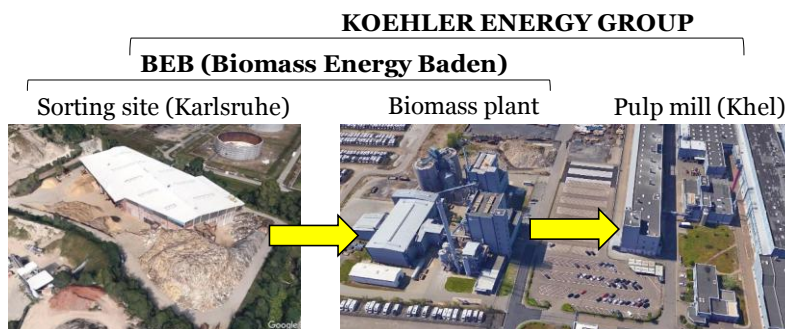 KOEHLER ENERGY GROUP
BEB (Biomass Energy Baden)
Sorting site (Karlsruhe)
Biomass plant
Pulp mill (Khel)
Google